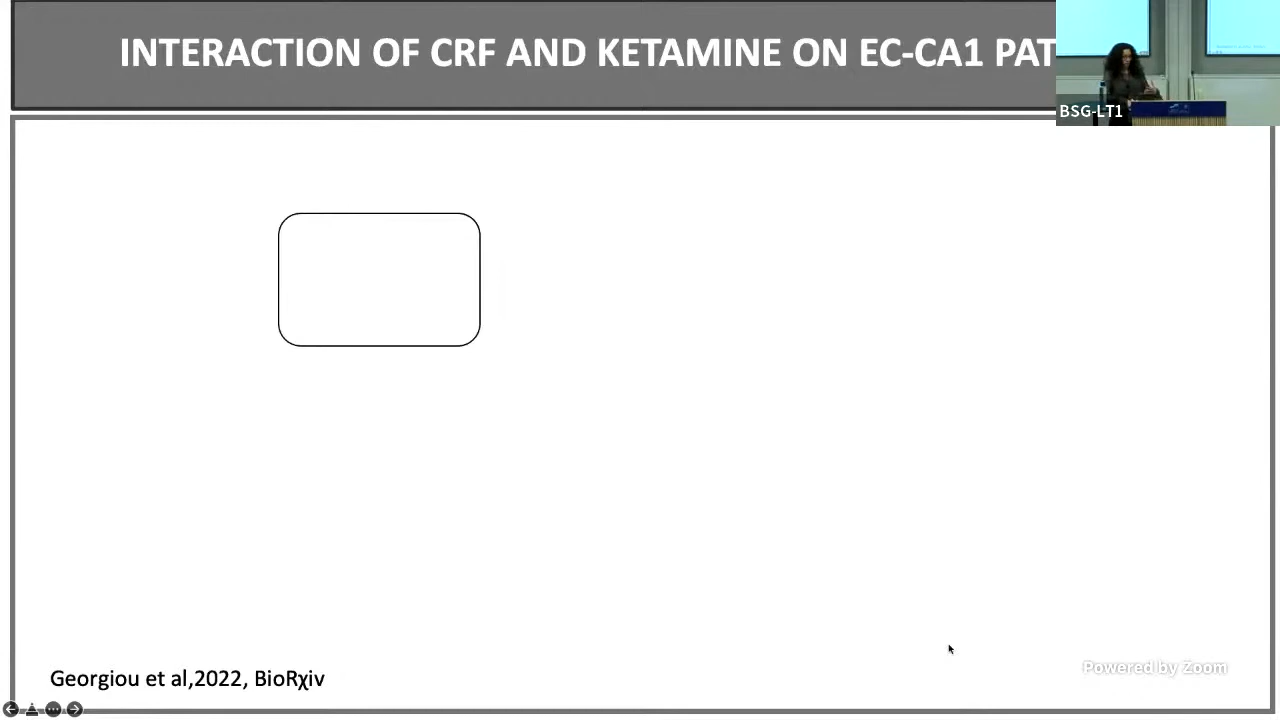 INTERACTION OF CRF AND KETAMINE ON EC-CA1 PAT
BSG-LT1
Georgiou et al,2022, BioRχiv
Powered by Zoom